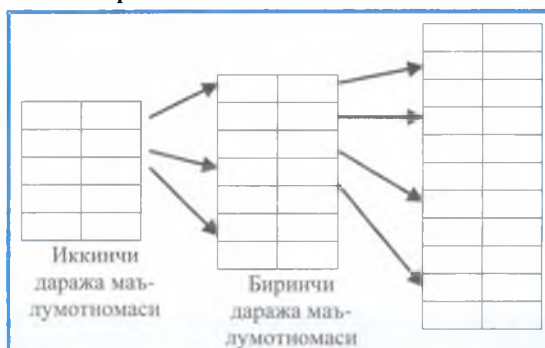 Иккинчи
даража маъ-
лумотномаси
Биринчи
даража маъ-
лумотномаси